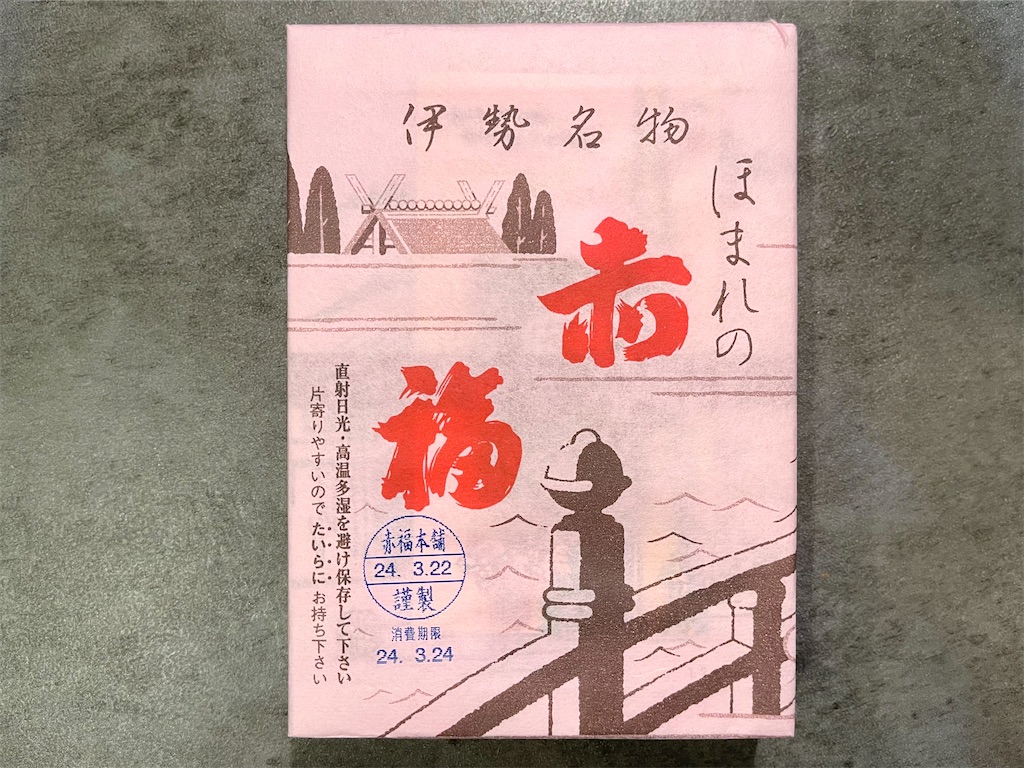 伊勢名物
ほまれの
赤福
直射日光・高温多湿を避け保存して下さい
片寄りやすいので たいらに お持ち下さい
赤福本舗
24. 3.22
謹製
消費期限
24. 3.24